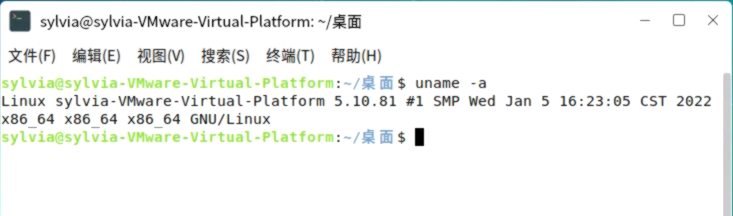 sylvia@sylvia-VMware-Virtual-Platform: ~/桌面
文件(F) 编辑(E) 视图(V) 搜索(S) 终端(T) 帮助(H)
sylvia@sylvia-VMware-Virtual-Platform:~/桌面$ uname -a
Linux sylvia-VMware-Virtual-Platform 5.10.81 #1 SMP Wed Jan 5 16:23:05 CST 2022
x86_64 x86_64 x86_64 GNU/Linux
sylvia@sylvia-VMware-Virtual-Platform:~/桌面$